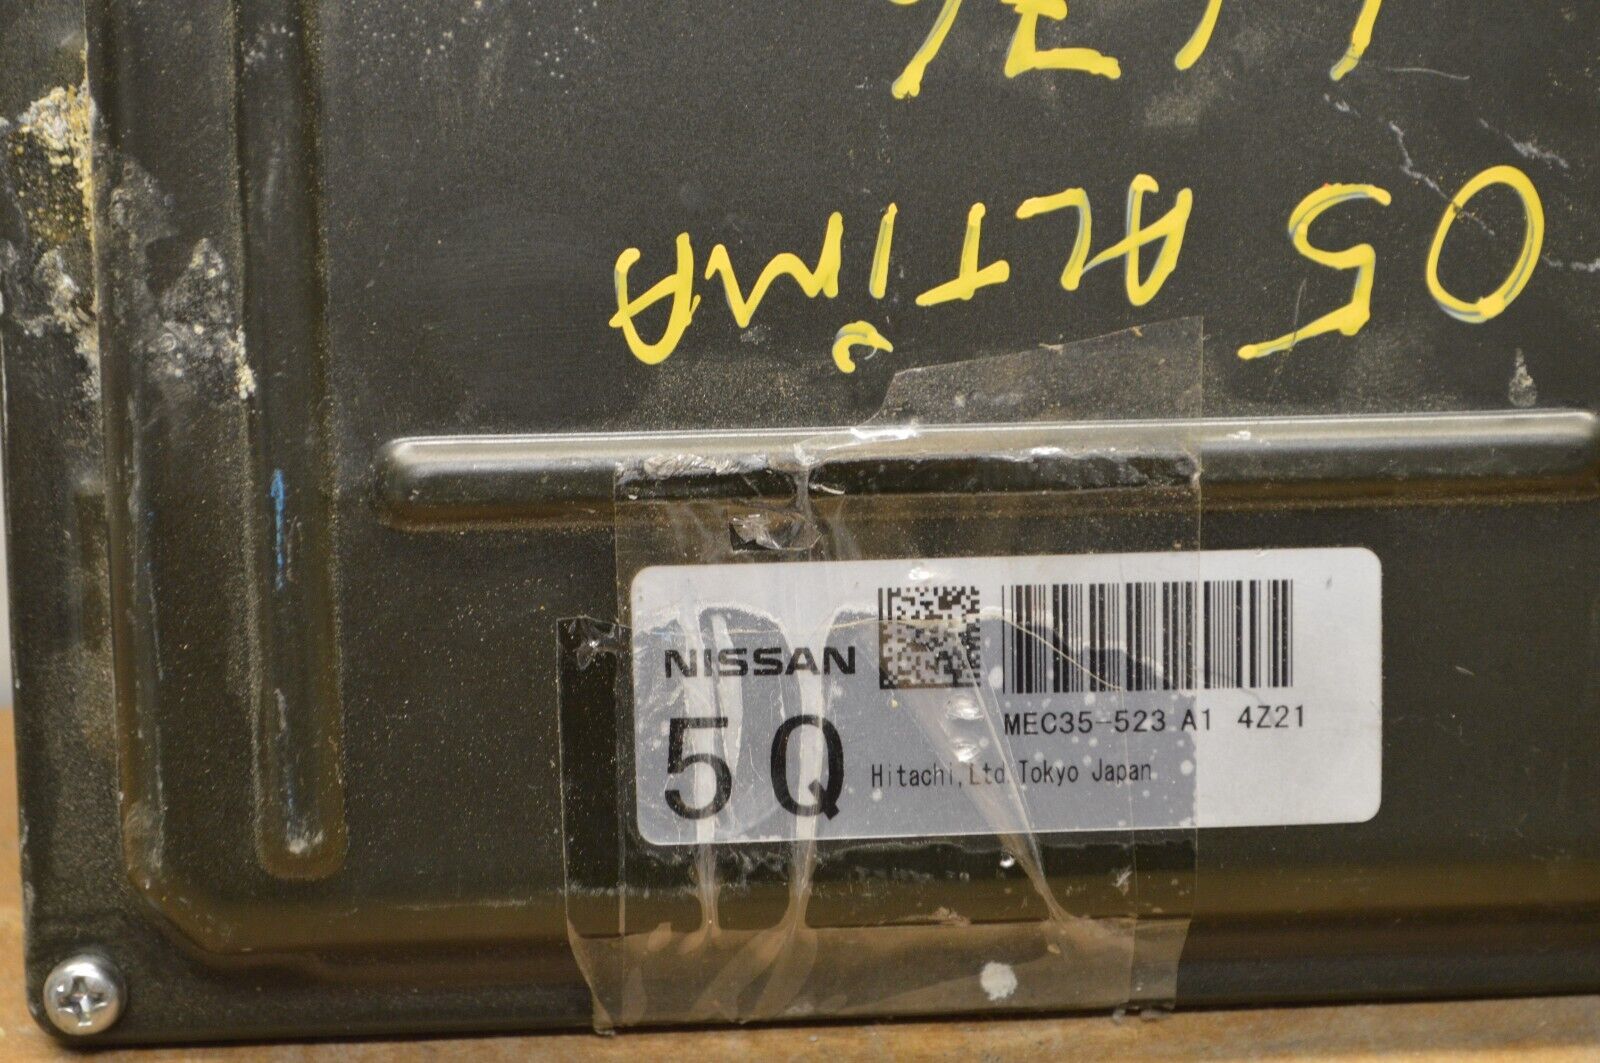 05 ALTIMA
NISSAN
MEC35-523 A1 4Z21
5Q
Hitachi,Ltd.Tokyo Japan